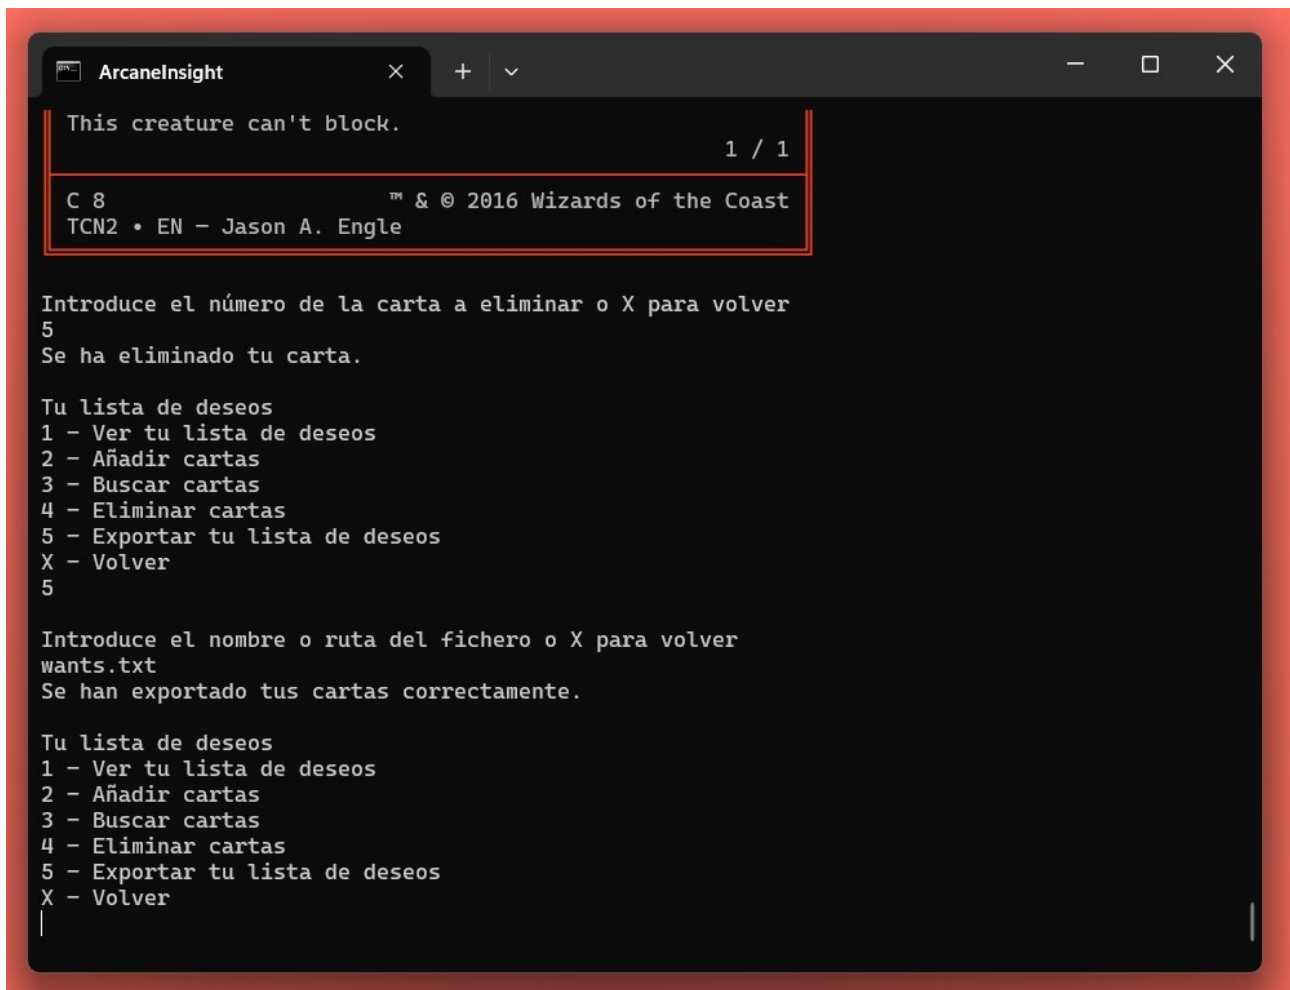 ArcaneInsight
This creature can't block.
1 / 1
C 8 ™ & © 2016 Wizards of the Coast
TCN2 • EN — Jason A. Engle
Introduce el número de la carta a eliminar o X para volver
5
Se ha eliminado tu carta.
Tu lista de deseos
1 — Ver tu lista de deseos
2 — Añadir cartas
3 — Buscar cartas
4 — Eliminar cartas
5 — Exportar tu lista de deseos
X — Volver
5
Introduce el nombre o ruta del fichero o X para volver
wants.txt
Se han exportado tus cartas correctamente.
Tu lista de deseos
1 — Ver tu lista de deseos
2 — Añadir cartas
3 — Buscar cartas
4 — Eliminar cartas
5 — Exportar tu lista de deseos
X — Volver